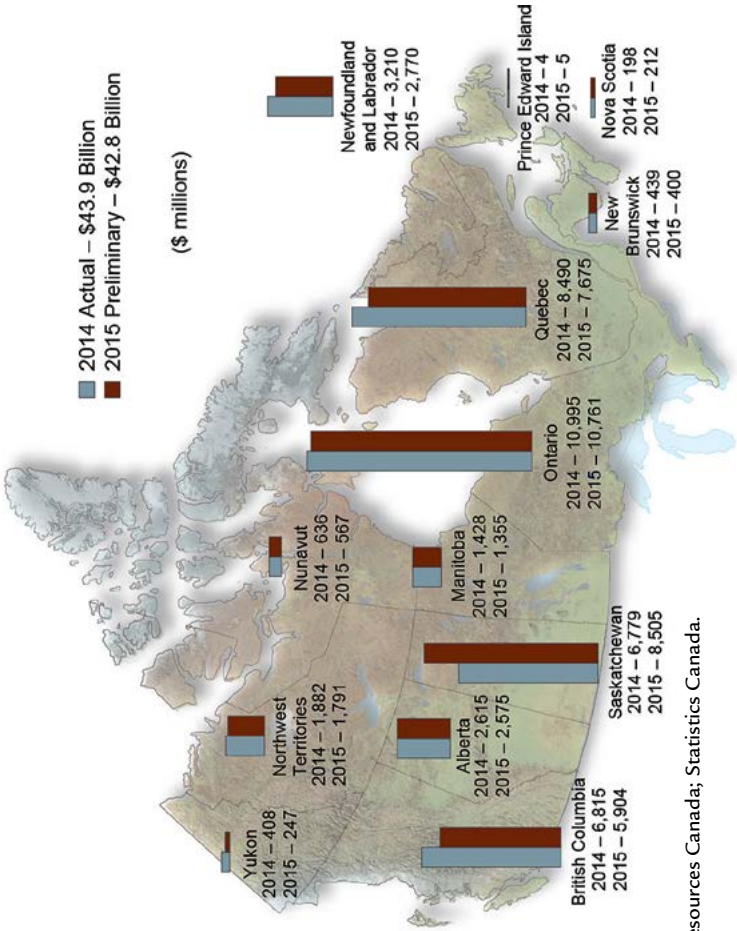 2014 Actual – $43.9 Billion
2015 Preliminary – $42.8 Billion
($ millions)
Yukon
2014 – 408
2015 – 247
Northwest
Territories
2014 – 1,882
2015 – 1,791
Nunavut
2014 – 636
2015 – 567
Newfoundland
and Labrador
2014 – 3,210
2015 – 2,770
British Columbia
2014 – 6,815
2015 – 5,904
Alberta
2014 – 2,615
2015 – 2,575
Saskatchewan
2014 – 6,779
2015 – 8,505
Manitoba
2014 – 1,428
2015 – 1,355
Ontario
2014 – 10,995
2015 – 10,761
Quebec
2014 – 8,490
2015 – 7,675
Prince Edward Island
2014 – 4
2015 – 5
New
Brunswick
2014 – 439
2015 – 400
Nova Scotia
2014 – 198
2015 – 212
esources Canada; Statistics Canada.